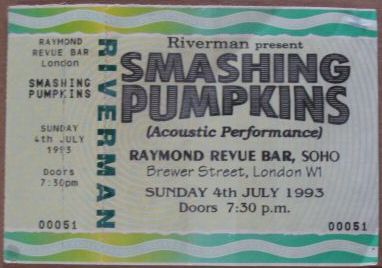 RAYMOND
REVUE BAR
London
SMASHING
PUMPKINS
SUNDAY
4th JULY
1993
Doors
7:30pm
00051
RIVERMAN
Riverman present
SMASHING
PUMPKINS
(Acoustic Performance)
RAYMOND REVUE BAR, SOHO
Brewer Street, London W1
SUNDAY 4th JULY 1993
Doors 7:30 p.m.
00051